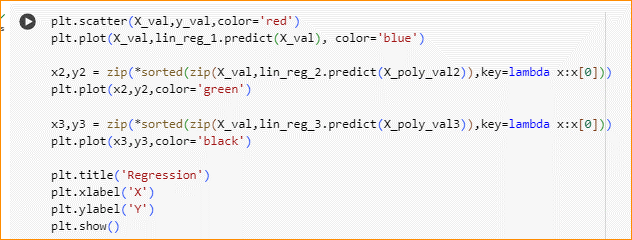 plt.scatter(X_val,y_val,color='red')
plt.plot(X_val,lin_reg_1.predict(X_val), color='blue')
x2,y2 = zip(*sorted(zip(X_val,lin_reg_2.predict(X_poly_val2)),key=lambda x:x[0]))
plt.plot(x2,y2,color='green')
x3,y3 = zip(*sorted(zip(X_val,lin_reg_3.predict(X_poly_val3)),key=lambda x:x[0]))
plt.plot(x3,y3,color='black')
plt.title('Regression')
plt.xlabel('X')
plt.ylabel('Y')
plt.show()